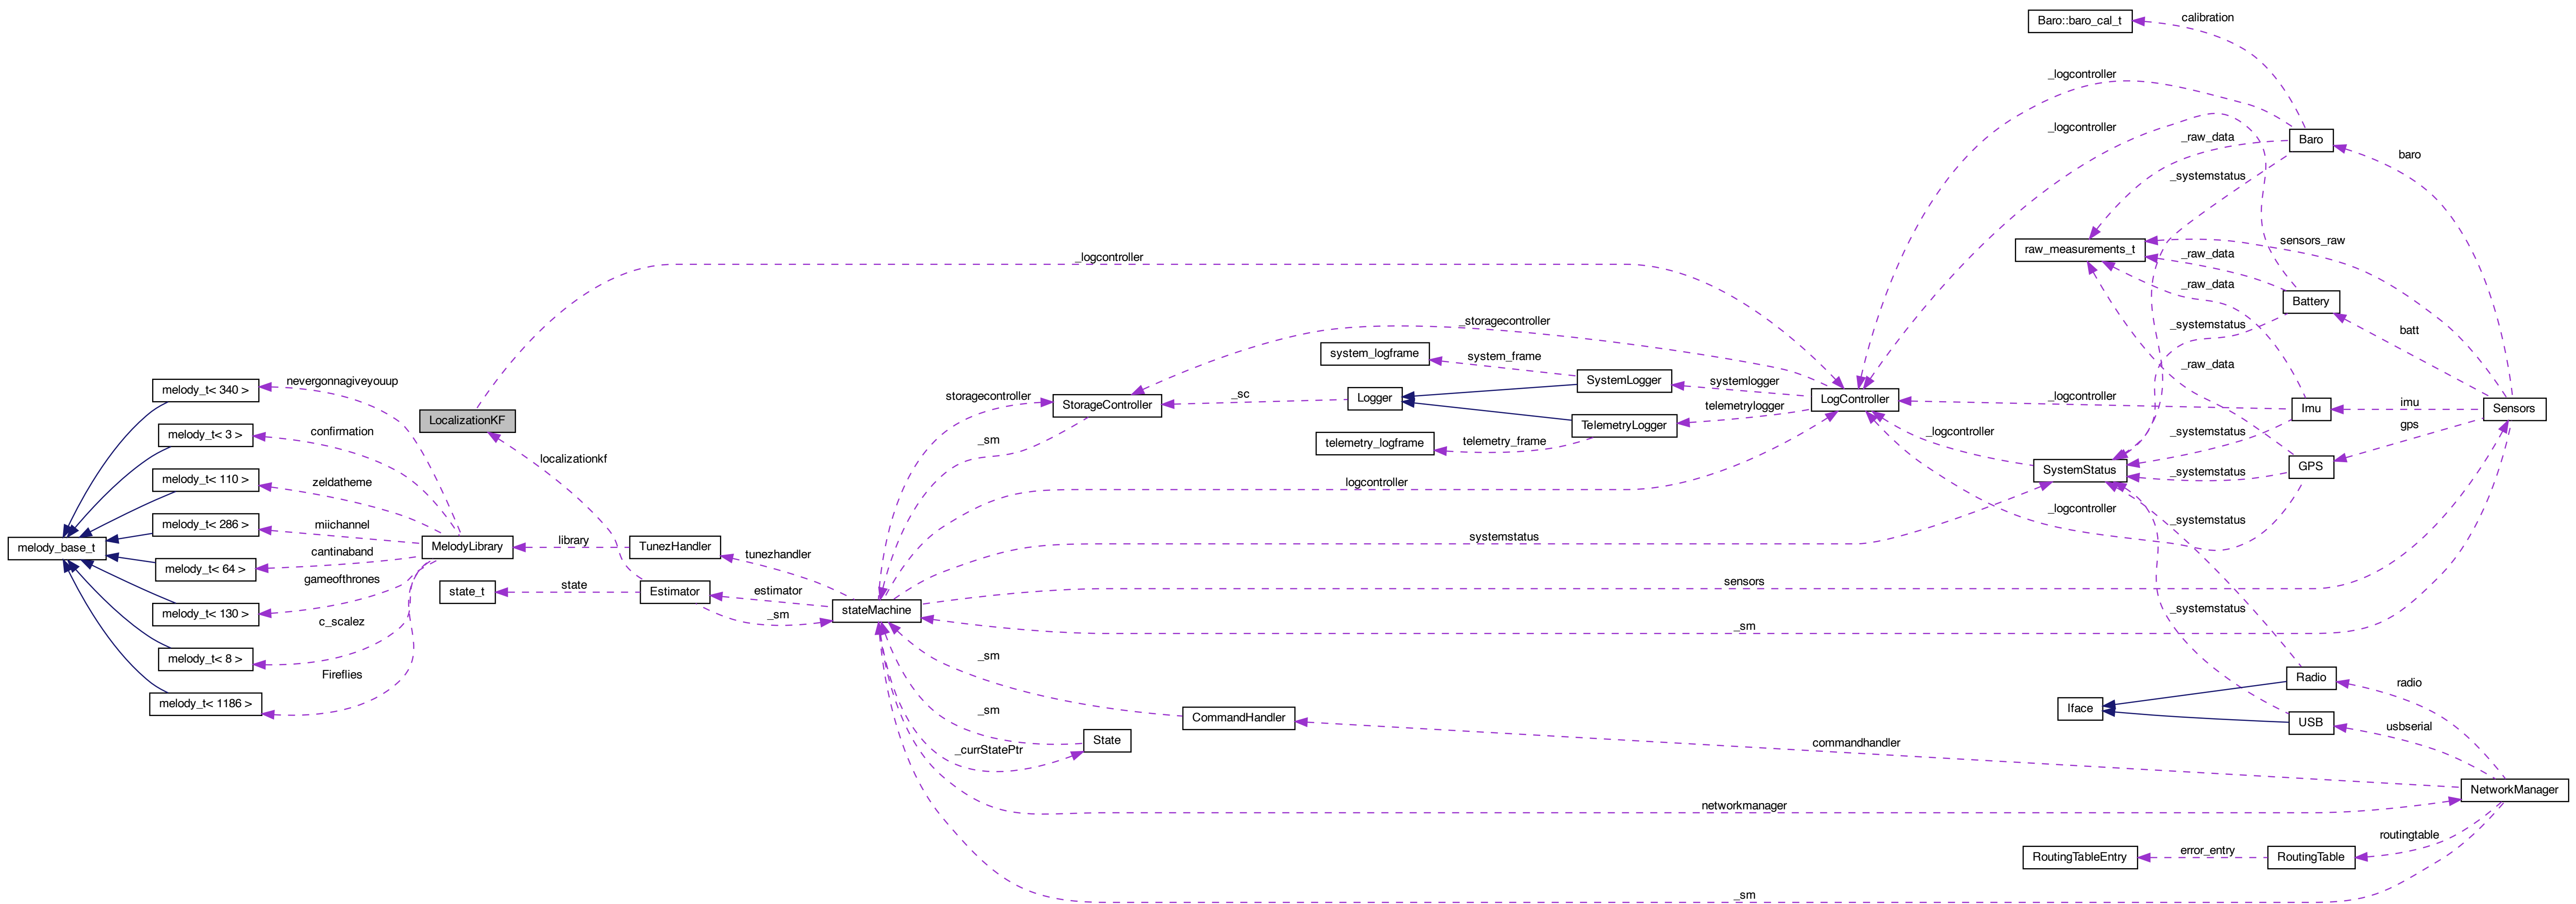 Baro::baro_cal_t
calibration
_logcontroller
_logcontroller
_raw_data
Baro
baro
_systemstatus
raw_measurements_t
sensors_raw
_raw_data
_logcontroller
_raw_data
Battery
_storagecontroller
_systemstatus
batt
system_logframe
system_frame
_raw_data
nevergonnagiveyouup
SystemLogger
systemlogger
melody_t< 340 >
storagecontroller
_sc
Logger
LogController
_logcontroller
imu
StorageController
telemetrylogger
Imu
Sensors
LocalizationKF
TelemetryLogger
gps
confirmation
melody_t< 3 >
_sm
telemetry_logframe
telemetry_frame
_logcontroller
_systemstatus
localizationkf
SystemStatus
GPS
_systemstatus
melody_t< 110 >
zeldatheme
logcontroller
_logcontroller
melody_t< 286 >
miichannel
_systemstatus
systemstatus
library
melody_base_t
MelodyLibrary
TunezHandler
cantinaband
tunezhandler
melody_t< 64 >
gameofthrones
state
sensors
state_t
Estimator
estimator
melody_t< 130 >
stateMachine
_systemstatus
c_scalez
_sm
_sm
melody_t< 8 >
_sm
Fireflies
Radio
radio
melody_t< 1186 >
Iface
_sm
CommandHandler
USB
usbserial
State
commandhandler
_currStatePtr
NetworkManager
networkmanager
routingtable
RoutingTableEntry
error_entry
RoutingTable
_sm